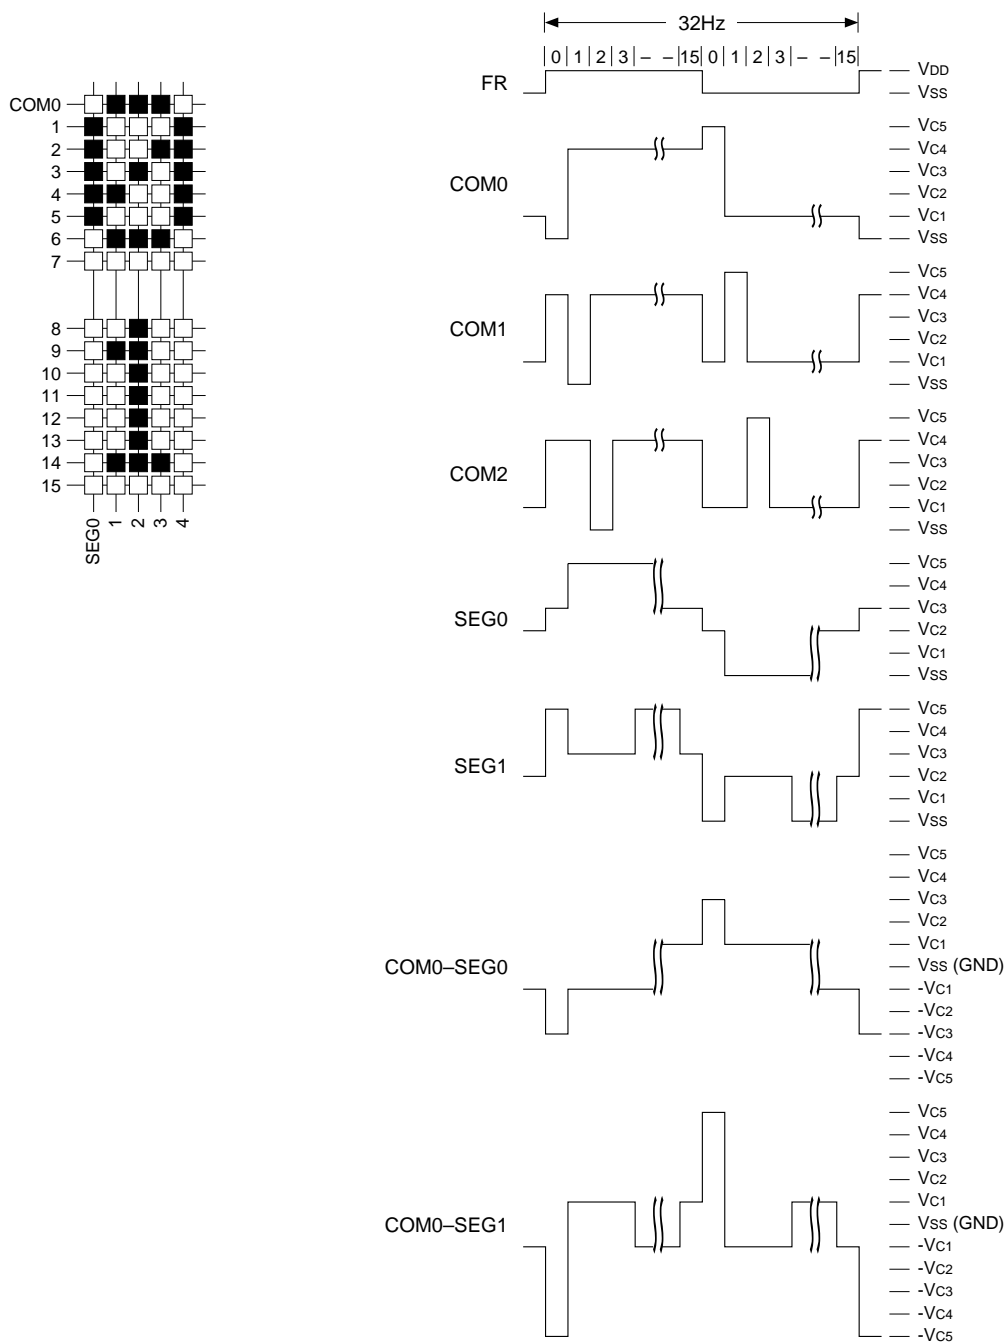 32Hz
0 1 2 3 – – 15 0 1 2 3 – – 15
FR
VDD
VSS
COM0
1
2
3
4
5
6
7
8
9
10
11
12
13
14
15
SEG0 1 2 3 4
COM0
VC5
VC4
VC3
VC2
VC1
VSS
COM1
VC5
VC4
VC3
VC2
VC1
VSS
COM2
VC5
VC4
VC3
VC2
VC1
VSS
SEG0
VC5
VC4
VC3
VC2
VC1
VSS
SEG1
VC5
VC4
VC3
VC2
VC1
VSS
COM0–SEG0
VC5
VC4
VC3
VC2
VC1
VSS (GND)
-VC1
-VC2
-VC3
-VC4
-VC5
COM0–SEG1
VC5
VC4
VC3
VC2
VC1
VSS (GND)
-VC1
-VC2
-VC3
-VC4
-VC5